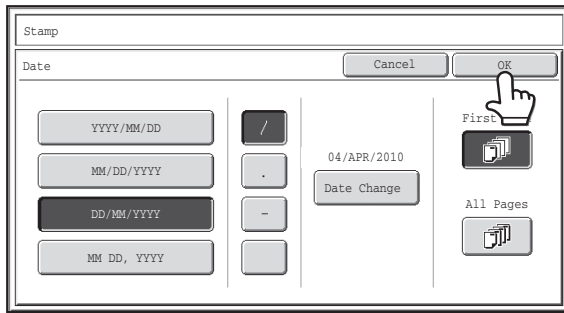 Stamp
Date
Cancel
OK
YYYY/MM/DD
MM/DD/YYYY
DD/MM/YYYY
MM DD, YYYY
/
.
-
04/APR/2010
Date Change
First
All Pages